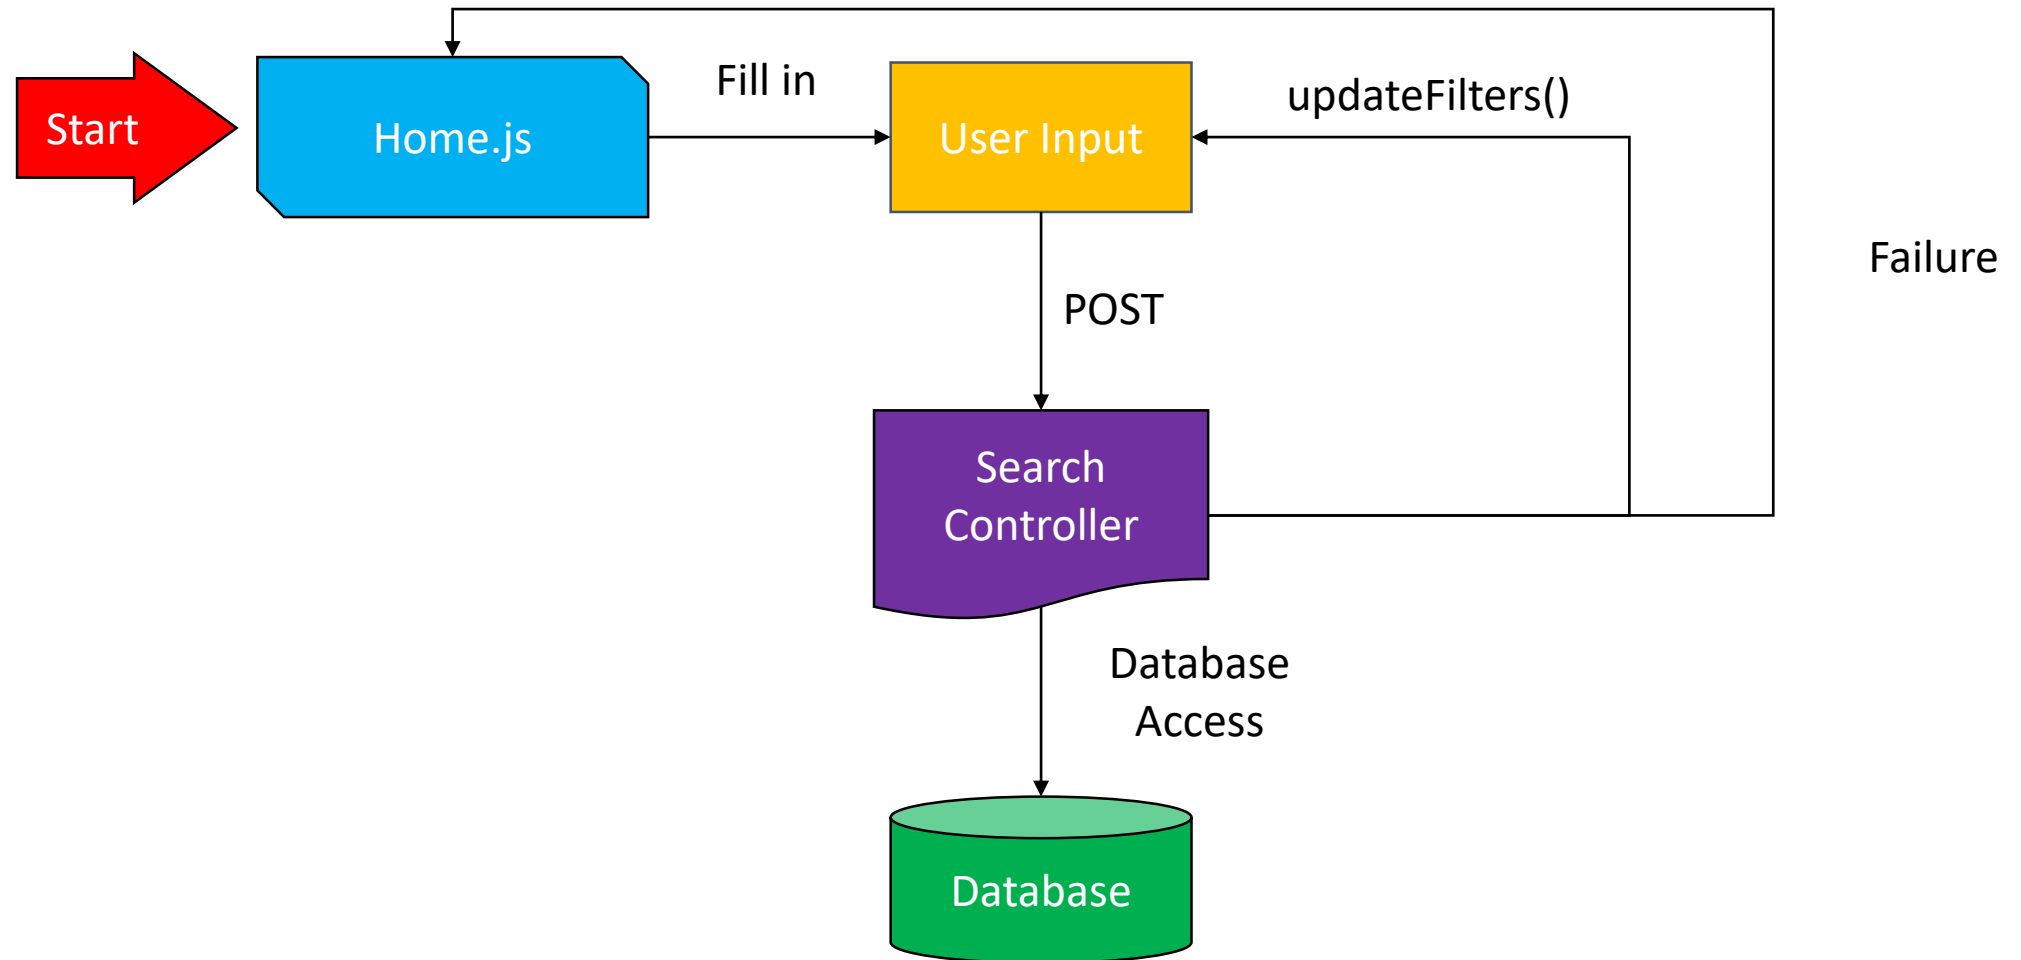 Start
Home.js
Fill in
User Input
updateFilters()
Failure
POST
Search
Controller
Database
Access
Database